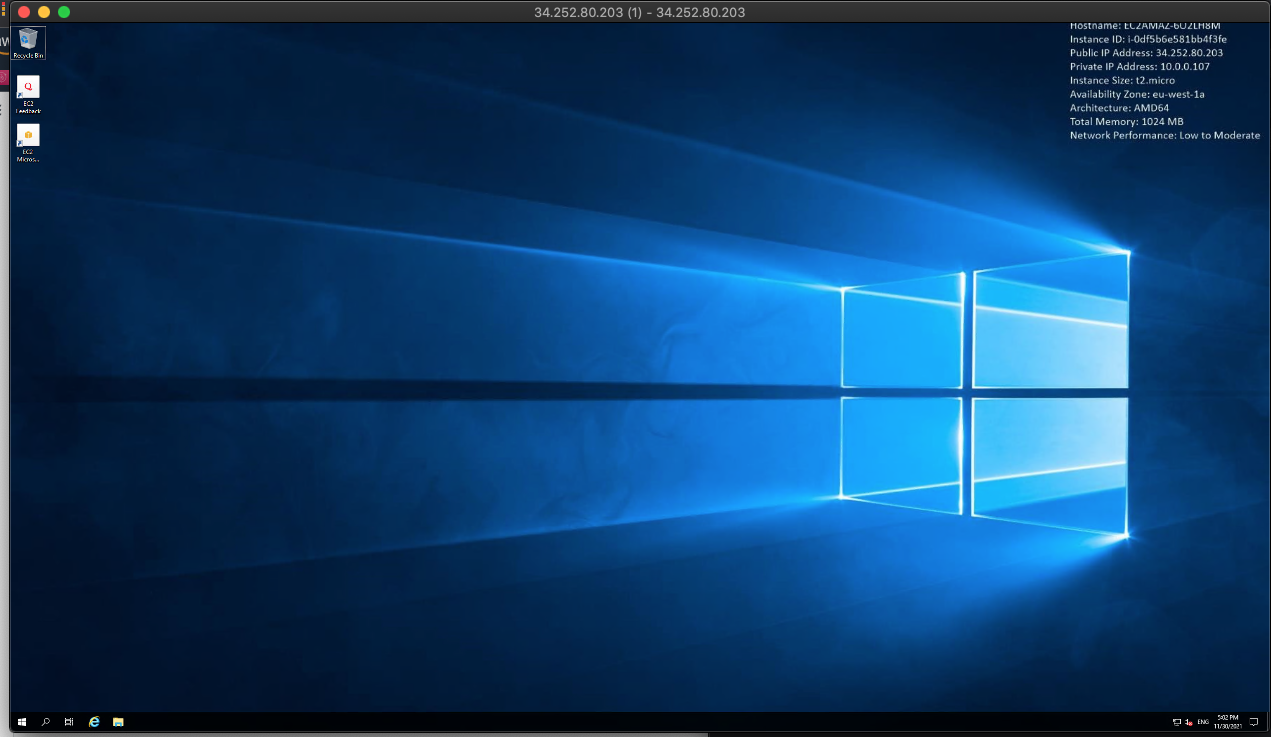 34.252.80.203 (1) - 34.252.80.203
Hostname: EC2AMAZ-6U2LH8M
Instance ID: i-0df5b6e581bb4f3fe
Public IP Address: 34.252.80.203
Private IP Address: 10.0.0.107
Instance Size: t2.micro
Availability Zone: eu-west-1a
Architecture: AMD64
Total Memory: 1024 MB
Network Performance: Low to Moderate
Recycle Bin
EC2
Feedback
EC2
Micros...
ENG
5:02 PM
11/30/2021